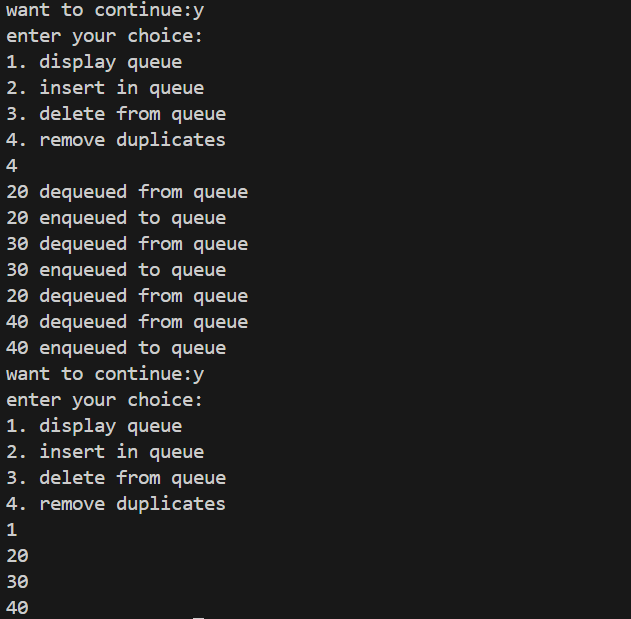 want to continue:y
enter your choice:
1. display queue
2. insert in queue
3. delete from queue
4. remove duplicates
4
20 dequeued from queue
20 enqueued to queue
30 dequeued from queue
30 enqueued to queue
20 dequeued from queue
40 dequeued from queue
40 enqueued to queue
want to continue:y
enter your choice:
1. display queue
2. insert in queue
3. delete from queue
4. remove duplicates
1
20
30
40